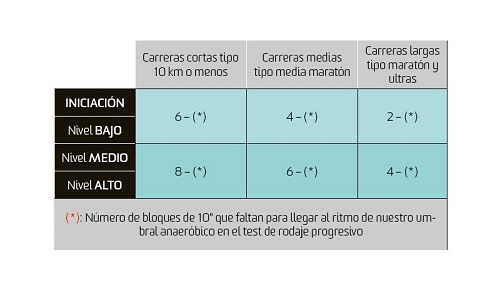 Carreras cortas tipo
10 km o menos
Carreras medias
tipo media maratón
Carreras largas
tipo maratón y
ultras
INICIACIÓN
Nivel BAJO
6 – (*)
4 – (*)
2 – (*)
Nivel MEDIO
Nivel ALTO
8 – (*)
6 – (*)
4 – (*)
(*): Número de bloques de 10" que faltan para llegar al ritmo de nuestro um-
bral anaeróbico en el test de rodaje progresivo